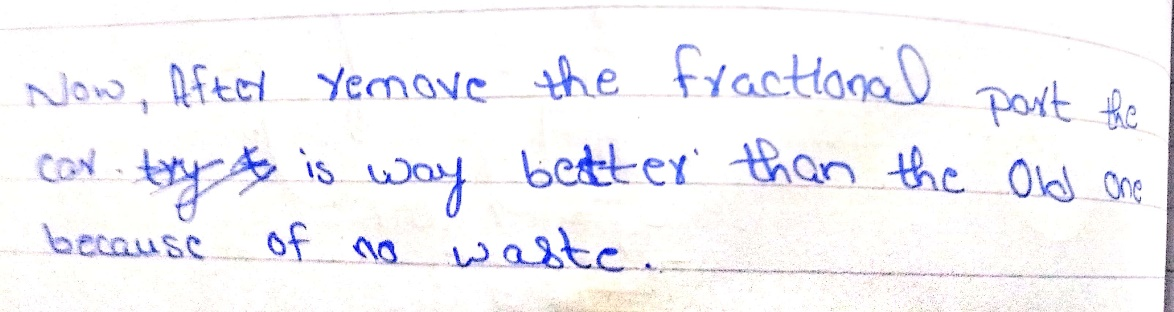 Now, After remove the fractional part the
car. is way better than the old one
because of no waste.